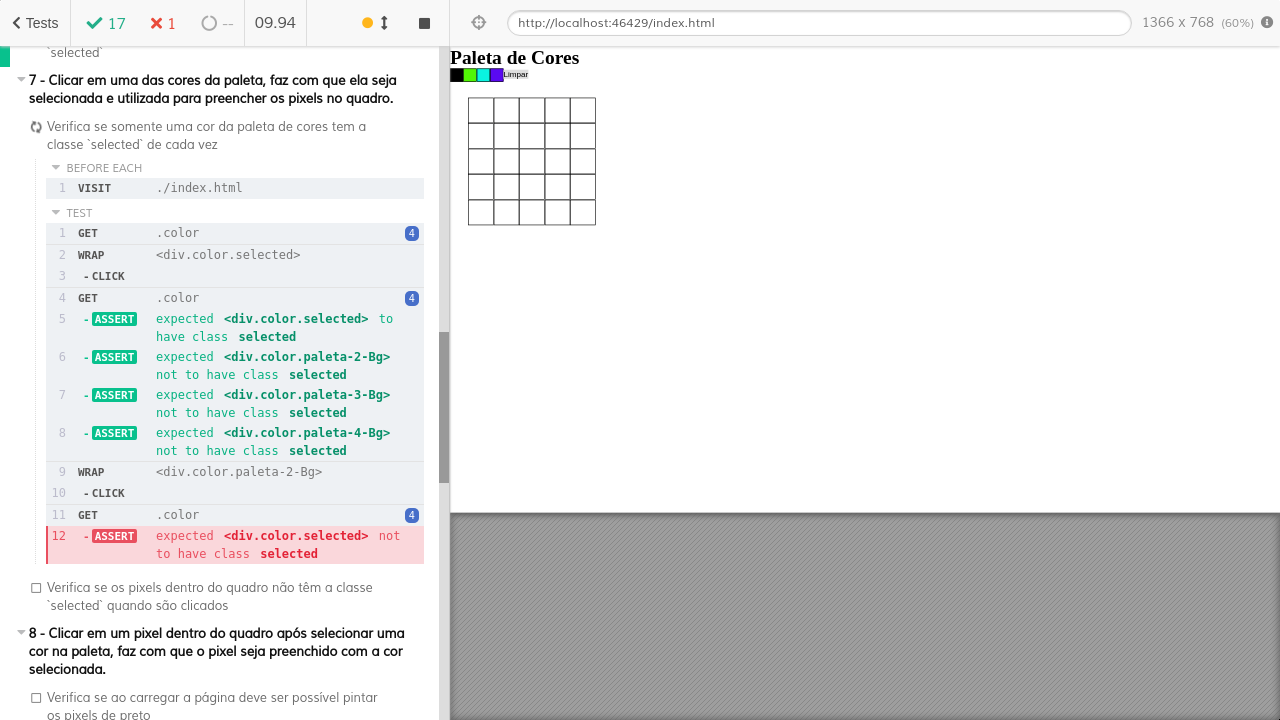 Tests
17
1
--
09.94
`selected`
7 - Clicar em uma das cores da paleta, faz com que ela seja
selecionada e utilizada para preencher os pixels no quadro.
Verifica se somente uma cor da paleta de cores tem a
classe `selected` de cada vez
BEFORE EACH
1 VISIT ./index.html
TEST
1 GET .color 4
2 WRAP <div.color.selected>
3 -CLICK
4 GET .color 4
5 -ASSERT expected <div.color.selected> to
have class selected
6 -ASSERT expected <div.color.paleta-2-Bg>
not to have class selected
7 -ASSERT expected <div.color.paleta-3-Bg>
not to have class selected
8 -ASSERT expected <div.color.paleta-4-Bg>
not to have class selected
9 WRAP <div.color.paleta-2-Bg>
10 -CLICK
11 GET .color 4
12 -ASSERT expected <div.color.selected> not
to have class selected
Verifica se os pixels dentro do quadro não têm a classe
`selected` quando são clicados
8 - Clicar em um pixel dentro do quadro após selecionar uma
cor na paleta, faz com que o pixel seja preenchido com a cor
selecionada.
Verifica se ao carregar a página deve ser possível pintar
os pixels de preto
http://localhost:46429/index.html
1366 x 768 (60%)
Paleta de Cores
Limpar